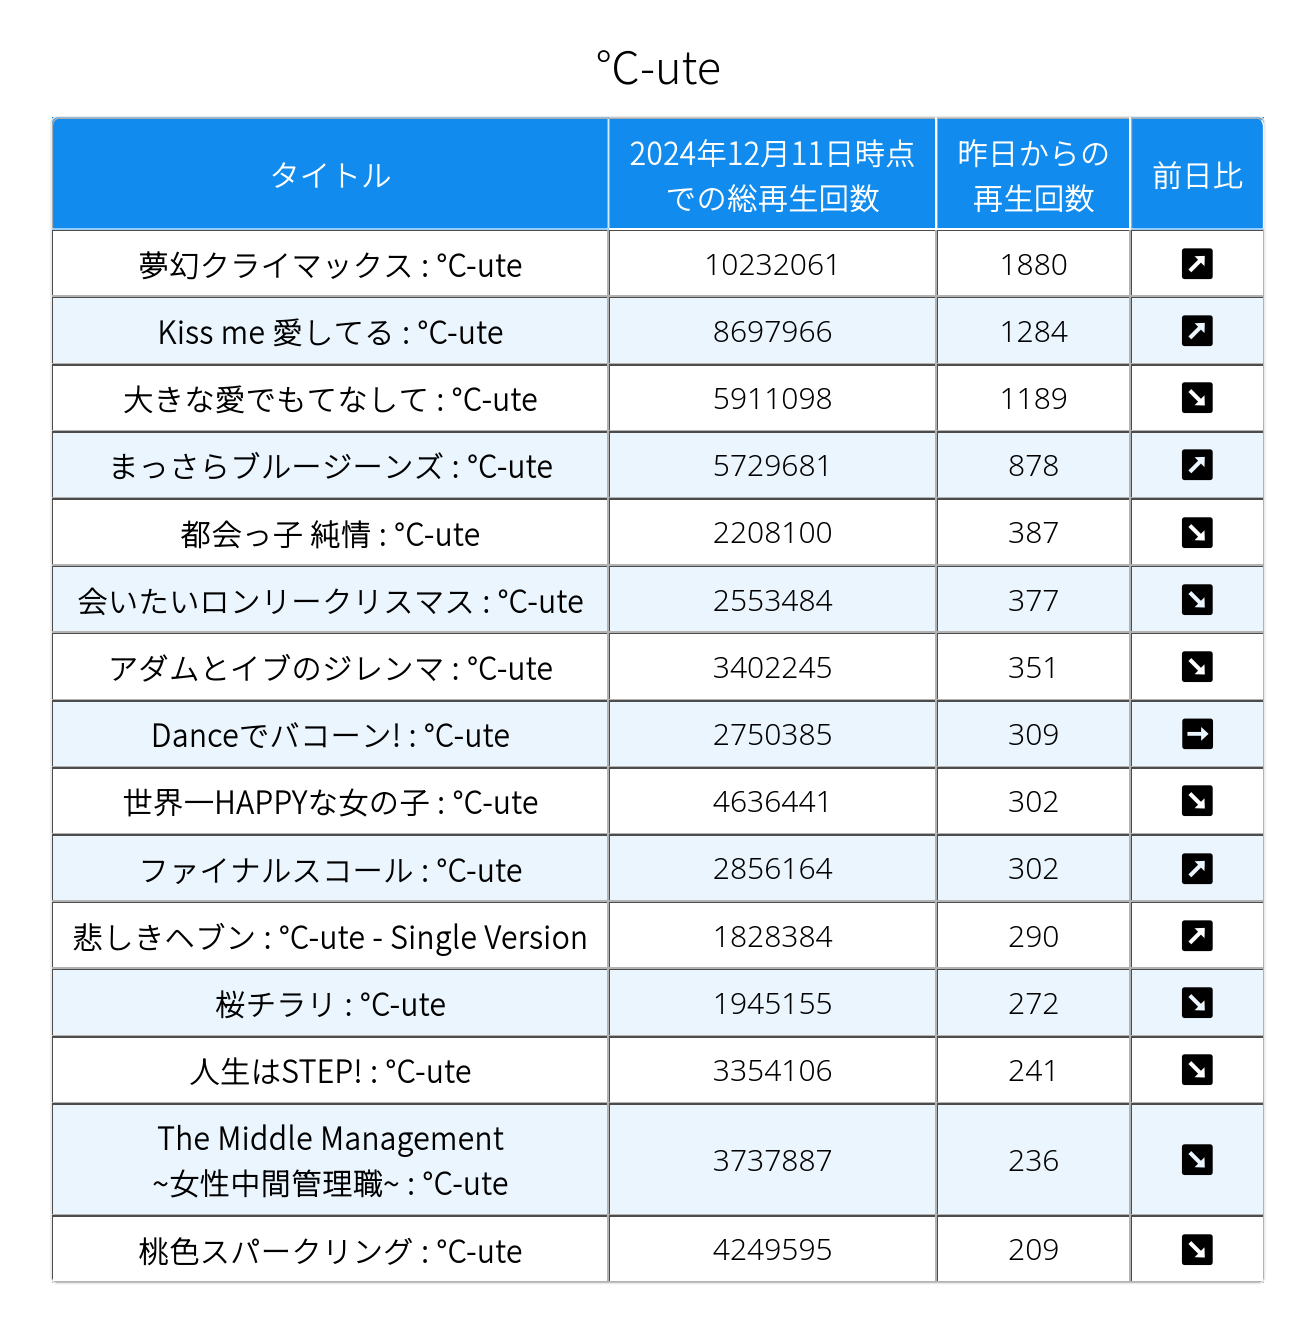 °C-ute
タイトル
2024年12月11日時点
での総再生回数
昨日からの
再生回数
前日比
夢幻クライマックス : °C-ute 10232061 1880
Kiss me 愛してる : °C-ute 8697966 1284
大きな愛でもてなして : °C-ute 5911098 1189
まっさらブルージーンズ : °C-ute 5729681 878
都会っ子 純情 : °C-ute 2208100 387
会いたいロンリークリスマス : °C-ute 2553484 377
アダムとイブのジレンマ : °C-ute 3402245 351
Danceでバコーン! : °C-ute 2750385 309
世界一HAPPYな女の子 : °C-ute 4636441 302
ファイナルスコール : °C-ute 2856164 302
悲しきヘブン : °C-ute - Single Version 1828384 290
桜チラリ : °C-ute 1945155 272
人生はSTEP! : °C-ute 3354106 241
The Middle Management
~女性中間管理職~ : °C-ute 3737887 236
桃色スパークリング : °C-ute 4249595 209